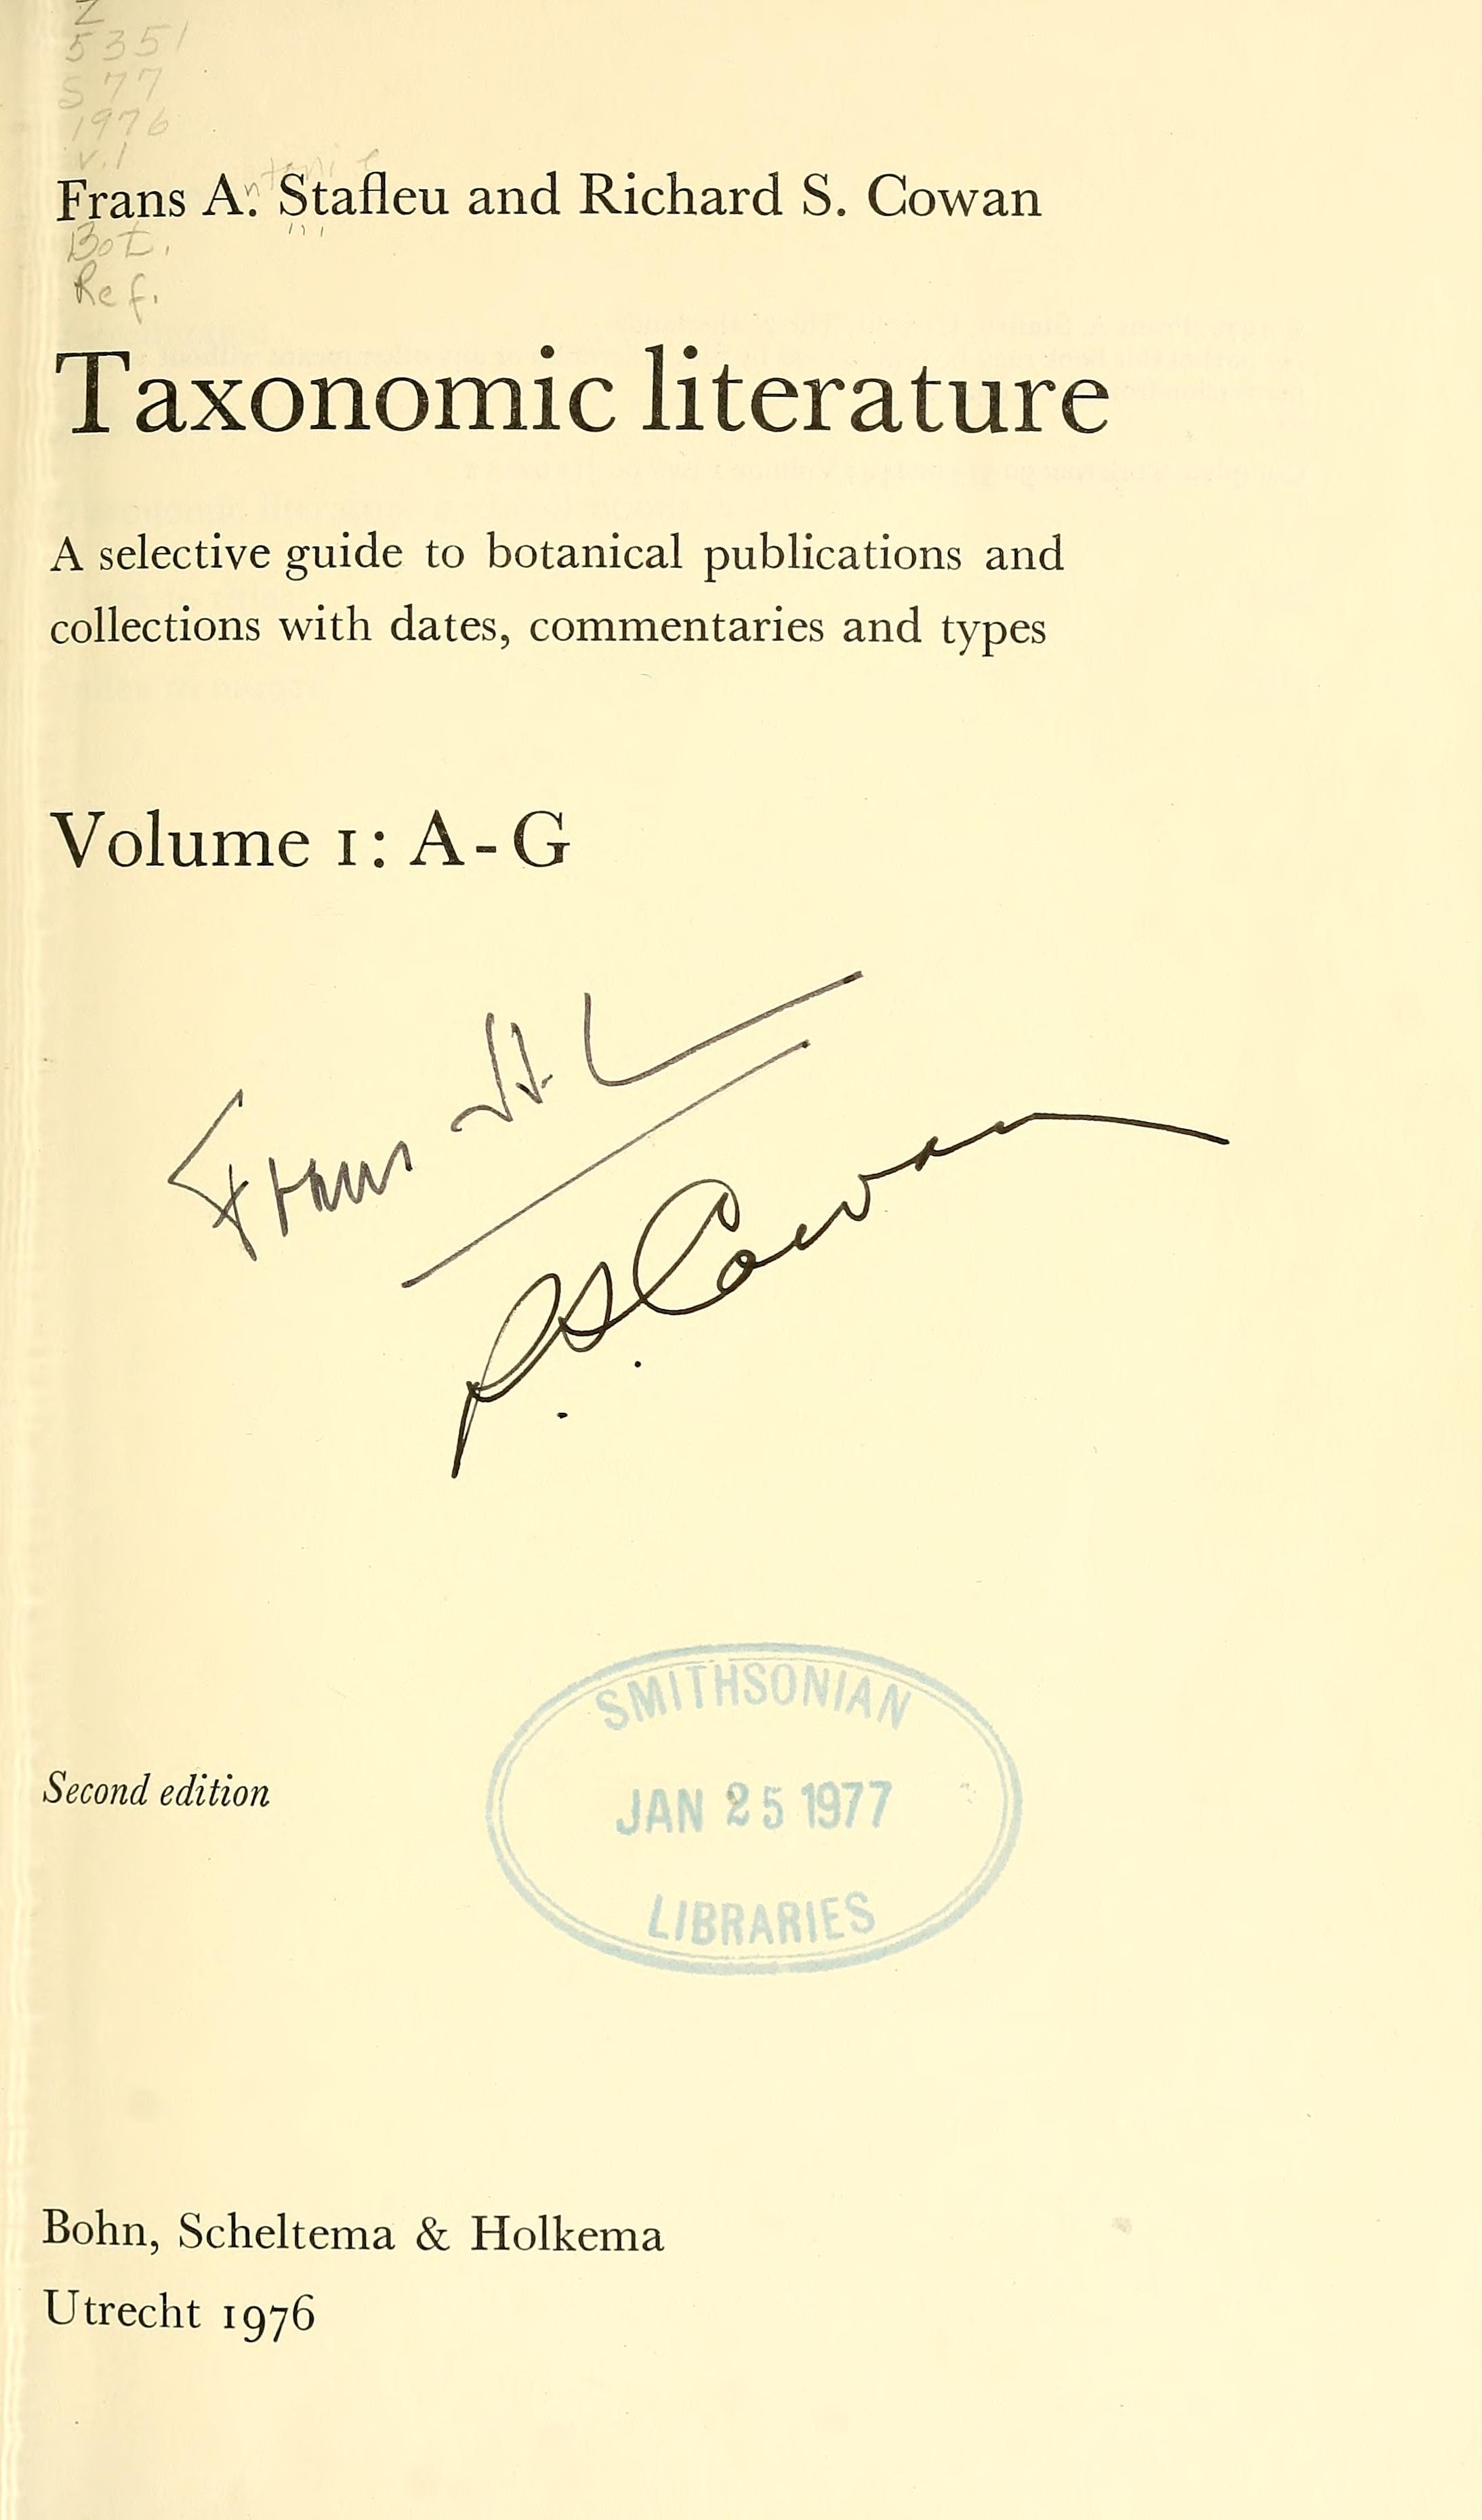 Z
5351
S77
1976
v.1
Frans A. Stafleu and Richard S. Cowan
Bot.
Ref.
Taxonomic literature
A selective guide to botanical publications and
collections with dates, commentaries and types
Volume 1: A-G
Frans
R.S. Cowan
SMITHSONIAN
Second edition
JAN 25 1977
LIBRARIES
Bohn, Scheltema & Holkema
Utrecht 1976